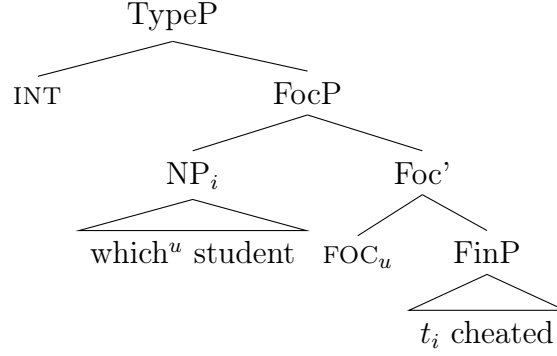 TypeP
INT FocP
NP_i Foc'
which^u student FOC_u FinP
t_i cheated